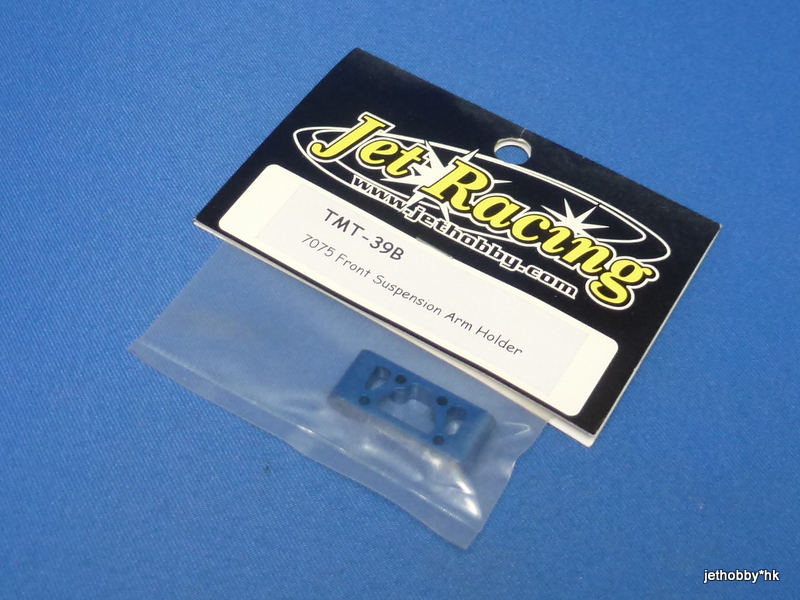 Jet Racing
www.jethobby.com
TMT-39B
7075 Front Suspension Arm Holder
jethobby*hk